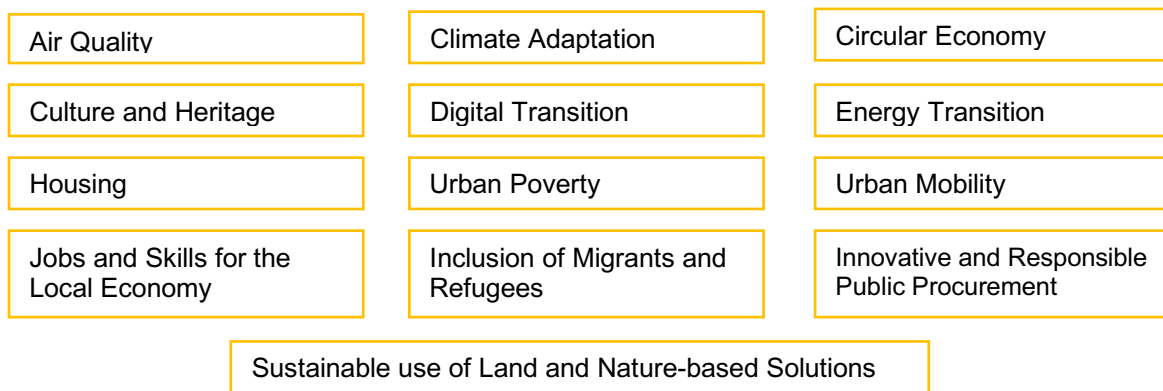 Air Quality
Climate Adaptation
Circular Economy
Culture and Heritage
Digital Transition
Energy Transition
Housing
Urban Poverty
Urban Mobility
Jobs and Skills for the
Local Economy
Inclusion of Migrants and
Refugees
Innovative and Responsible
Public Procurement
Sustainable use of Land and Nature-based Solutions